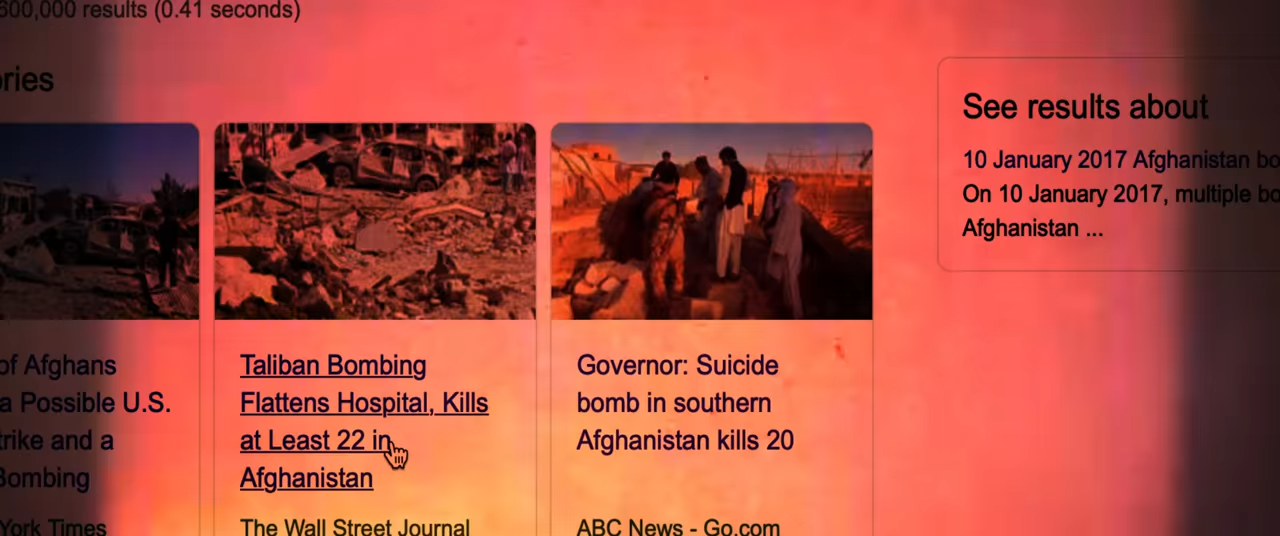 600,000 results (0.41 seconds)
ries
See results about
10 January 2017 Afghanistan bo
On 10 January 2017, multiple bo
Afghanistan ...
of Afghans
a Possible U.S.
trike and a
Bombing
York Times
Taliban Bombing
Flattens Hospital, Kills
at Least 22 in
Afghanistan
The Wall Street Journal
Governor: Suicide
bomb in southern
Afghanistan kills 20
ABC News - Go.com